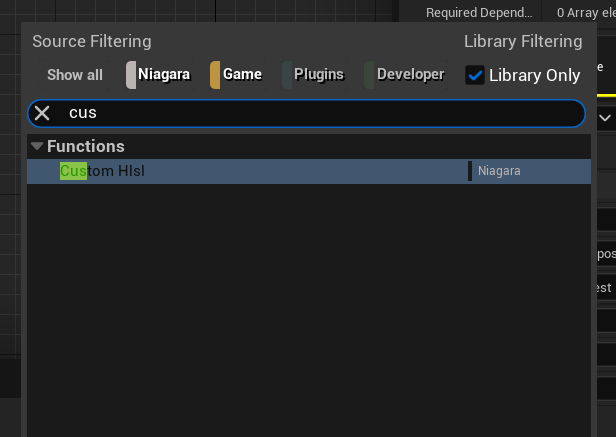 Required Depend... 0 Array ele
Source Filtering Library Filtering
Show all Niagara Game Plugins Developer Library Only
cus
Functions
Custom Hlsl Niagara
pos
est